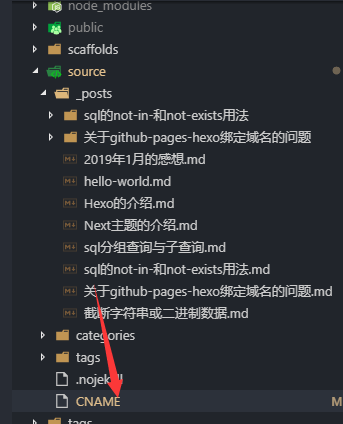 node_modules
public
scaffolds
source
_posts
sql的not-in-和not-exists用法
关于github-pages-hexo绑定域名的问题
2019年1月的感想.md
hello-world.md
Hexo的介绍.md
Next主题的介绍.md
sql分组查询与子查询.md
sql的not-in-和not-exists用法.md
关于github-pages-hexo绑定域名的问题.md
截断字符串或二进制数据.md
categories
tags
.nojekyll
CNAME M
tags